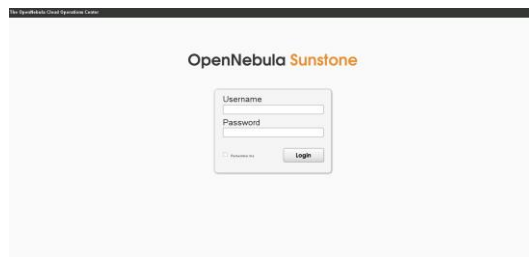 The OpenNebula Cloud Operations Center
OpenNebula Sunstone
Username
Password
Remember me
Login